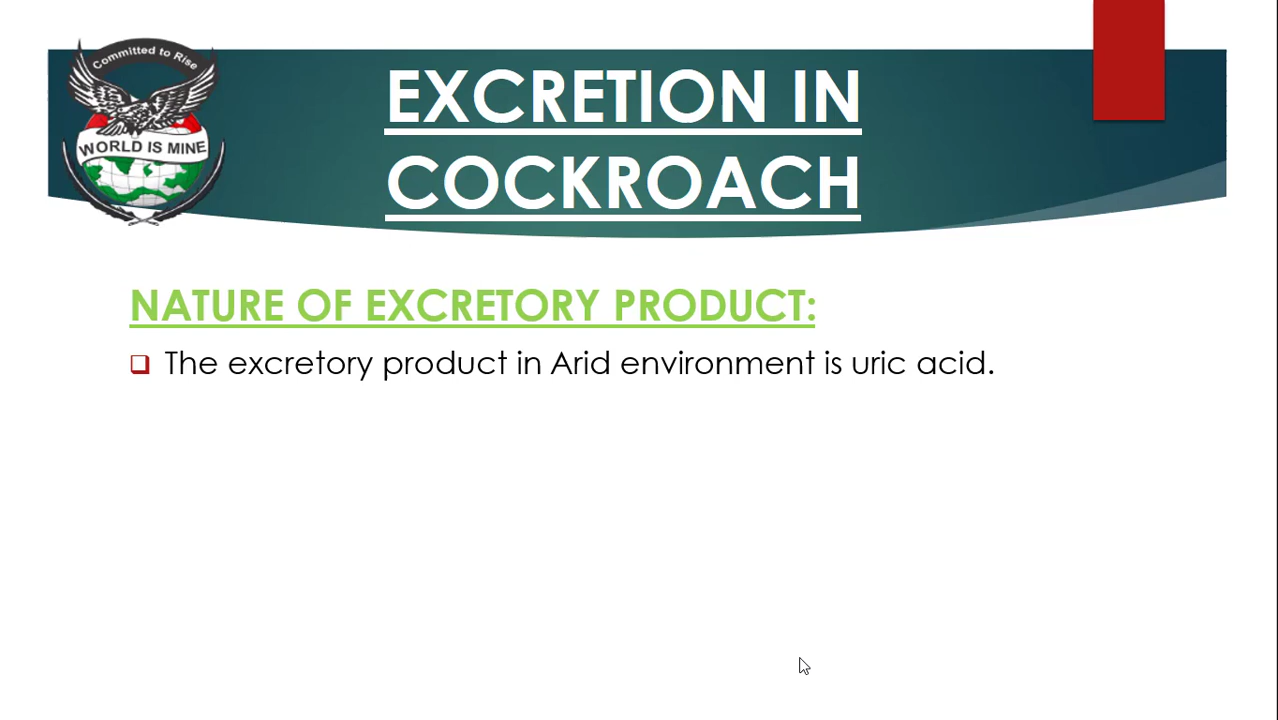 Committed to Rise
WORLD IS MINE
EXCRETION IN
COCKROACH
NATURE OF EXCRETORY PRODUCT:
The excretory product in Arid environment is uric acid.